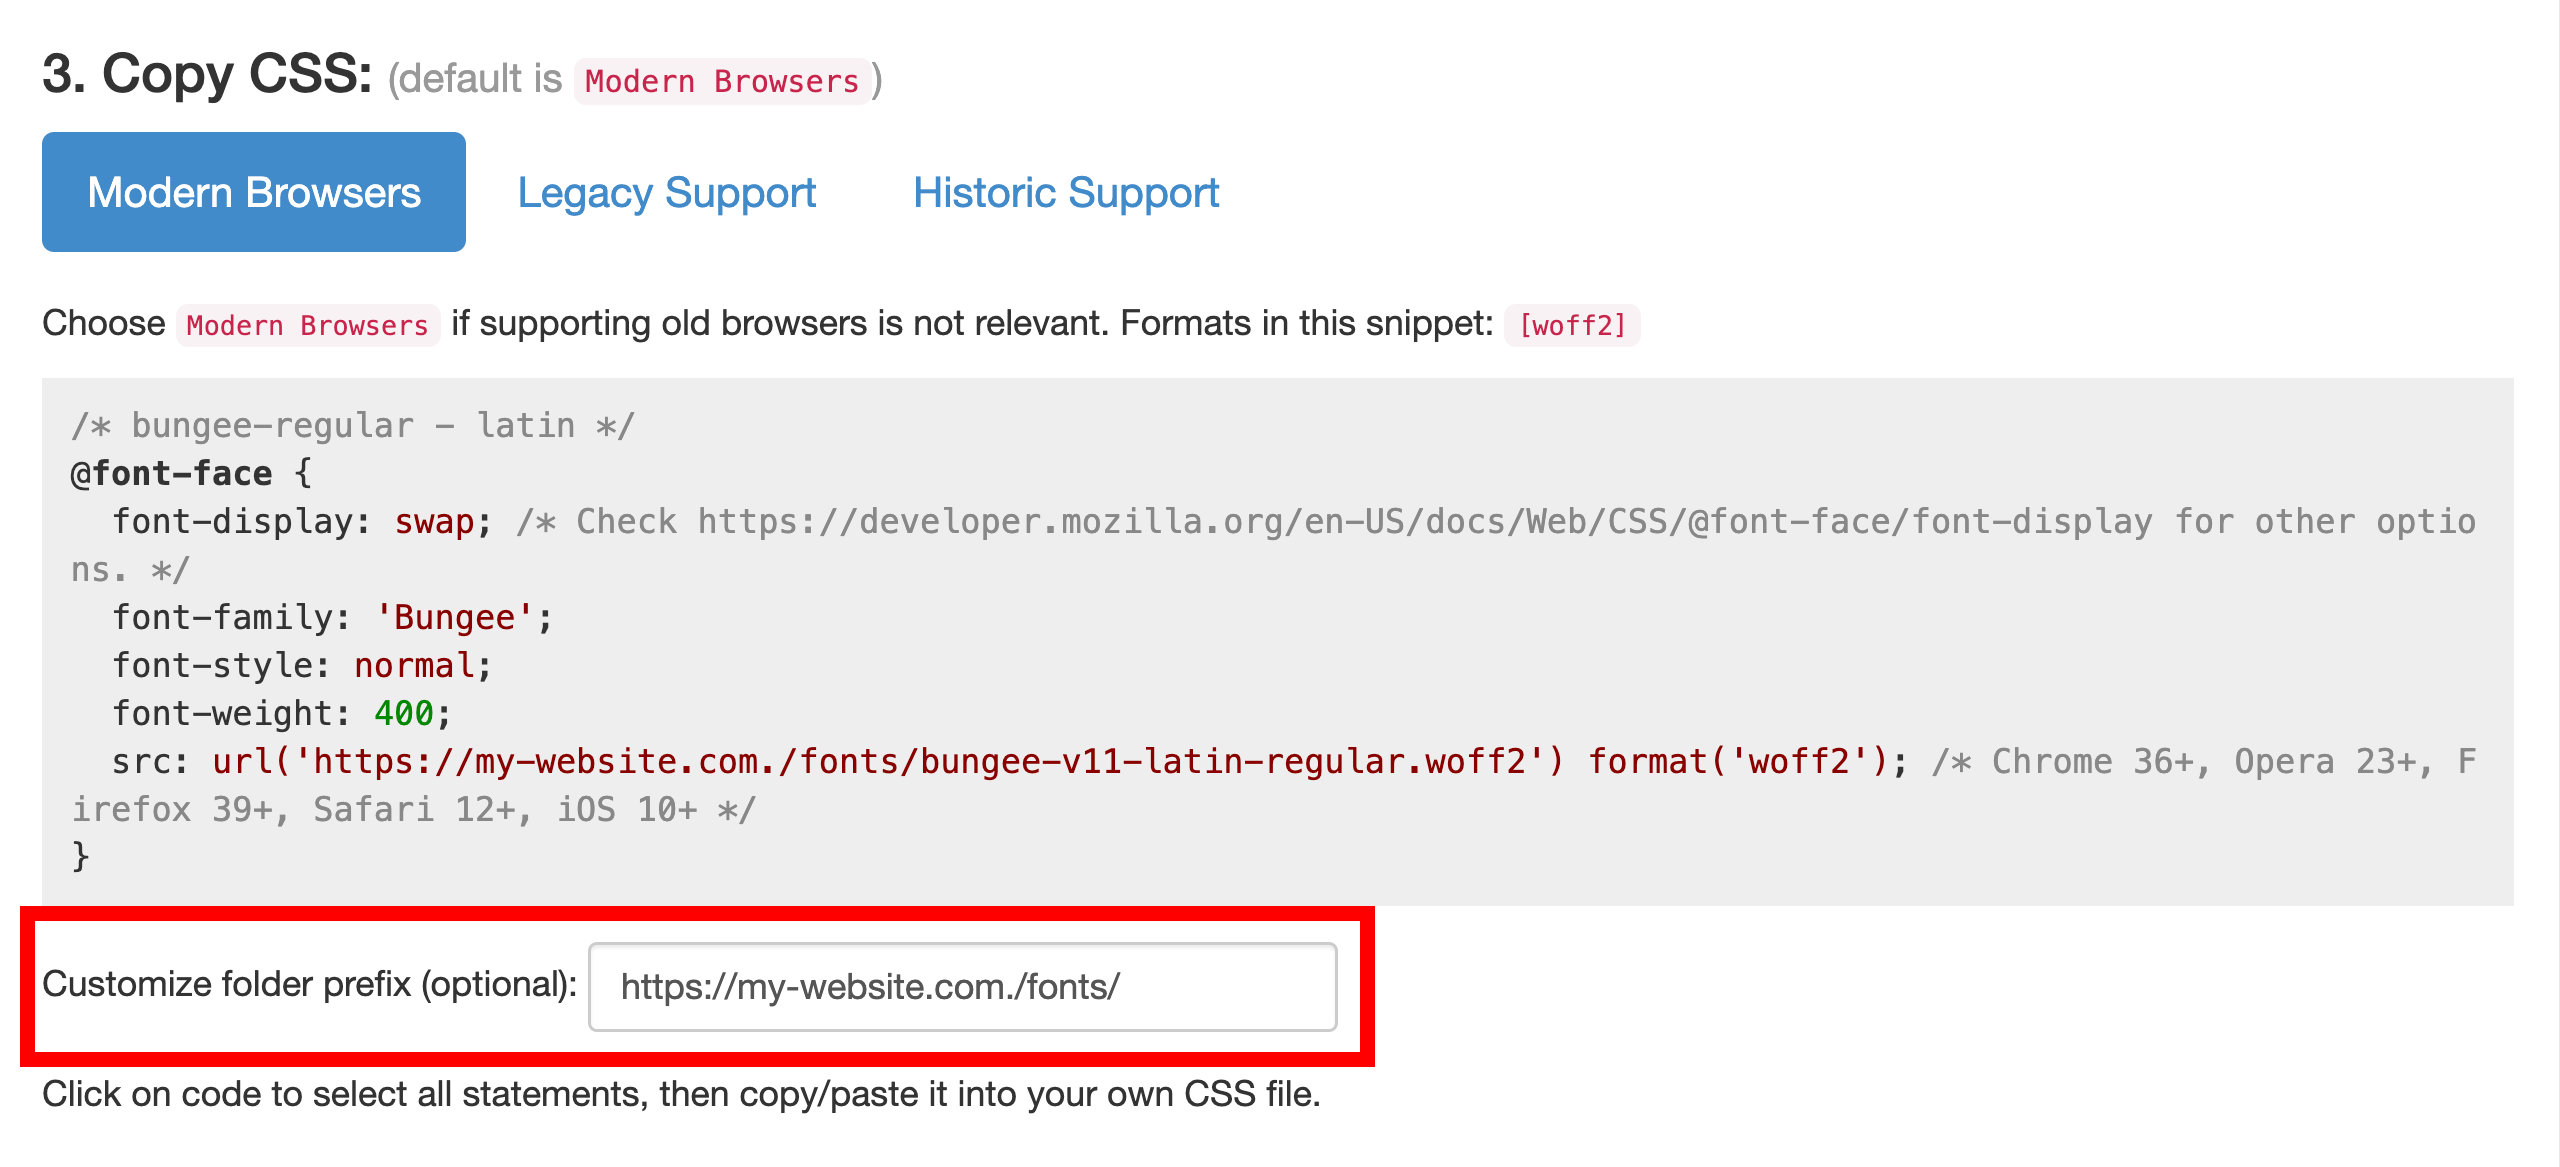 3. Copy CSS: (default is Modern Browsers)
Modern Browsers Legacy Support Historic Support
Choose Modern Browsers if supporting old browsers is not relevant. Formats in this snippet: [woff2]
/* bungee-regular - latin */
@font-face {
  font-display: swap; /* Check https://developer.mozilla.org/en-US/docs/Web/CSS/@font-face/font-display for other optio
ns. */
  font-family: 'Bungee';
  font-style: normal;
  font-weight: 400;
  src: url('https://my-website.com./fonts/bungee-v11-latin-regular.woff2') format('woff2'); /* Chrome 36+, Opera 23+, F
irefox 39+, Safari 12+, iOS 10+ */
}
Customize folder prefix (optional): https://my-website.com./fonts/
Click on code to select all statements, then copy/paste it into your own CSS file.